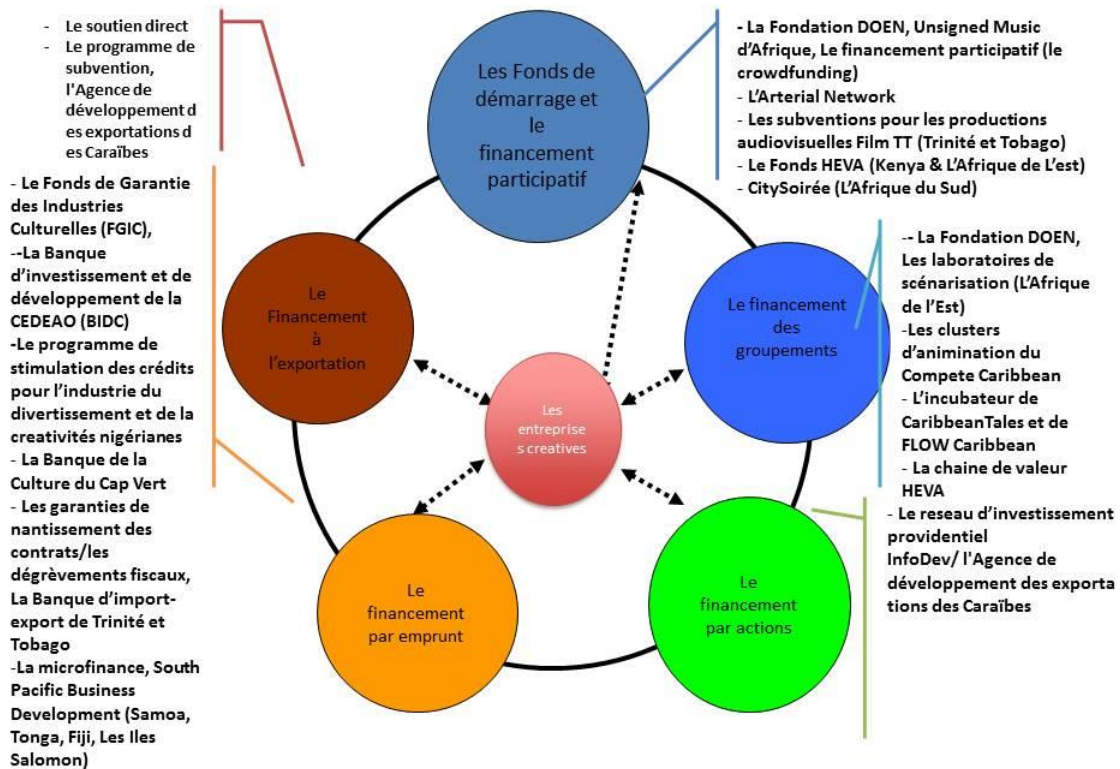 - Le soutien direct
- Le programme de
subvention,
l'Agence de
développement d
es exportations d
es Caraïbes
- Le Fonds de Garantie
des Industries
Culturelles (FGIC),
--La Banque
d'investissement et de
développement de la
CEDEAO (BIDC)
-Le programme de
stimulation des crédits
pour l'industrie du
divertissement et de la
creativités nigérianes
- La Banque de la
Culture du Cap Vert
- Les garanties de
nantissement des
contrats/les
dégrèvements fiscaux,
La Banque d'import-
export de Trinité et
Tobago
-La microfinance, South
Pacific Business
Development (Samoa,
Tonga, Fiji, Les Iles
Salomon)
Les Fonds de
démarrage et
le
financement
participatif
Le
Financement
à
l'exportation
Le financement
des
groupements
Les
entreprise
s creatives
Le
financement
par emprunt
Le
financement
par actions
- La Fondation DOEN, Unsigned Music
d'Afrique, Le financement participatif (le
crowdfunding)
- L'Arterial Network
- Les subventions pour les productions
audiovisuelles Film TT (Trinité et Tobago)
- Le Fonds HEVA (Kenya & L'Afrique de L'est)
- CitySoirée (L'Afrique du Sud)
-- La Fondation DOEN,
Les laboratoires de
scénarisation (L'Afrique
de l'Est)
-Les clusters
d'animination du
Compete Caribbean
- L'incubateur de
CaribbeanTales et de
FLOW Caribbean
- La chaine de valeur
HEVA
- Le reseau d'investissement
providentiel
InfoDev/ l'Agence de
développement des exporta
tions des Caraïbes